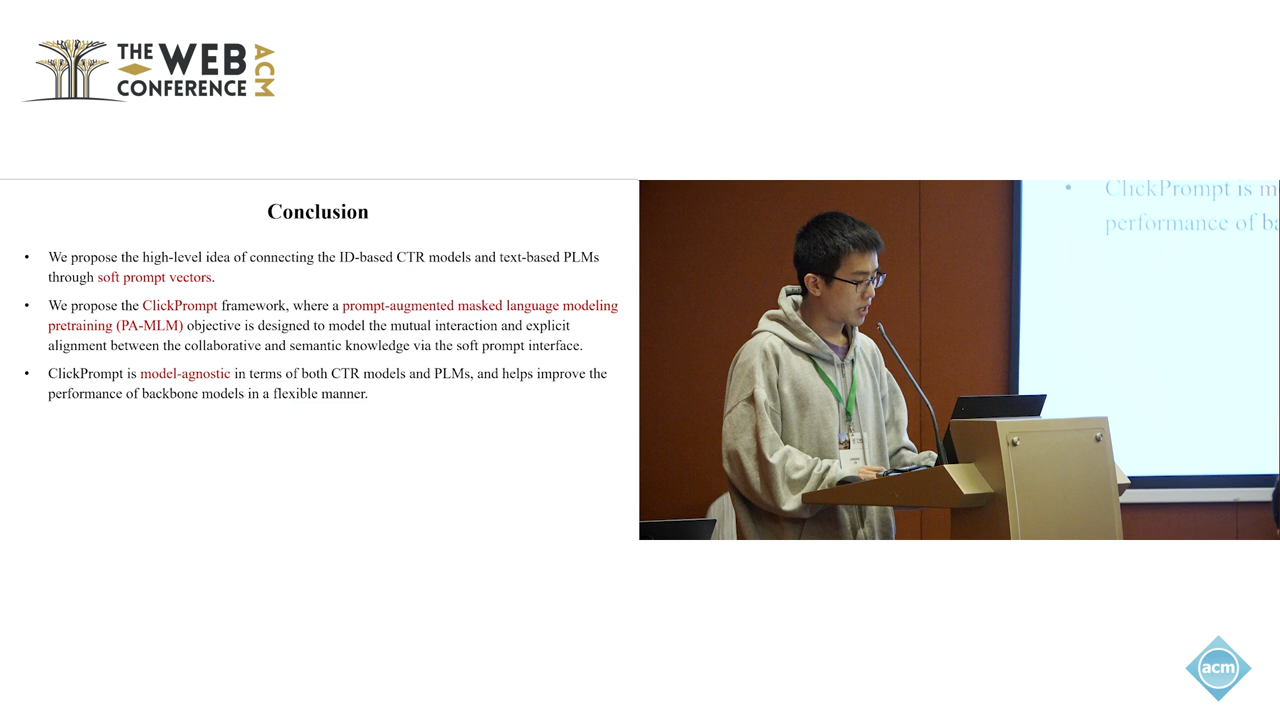 THE WEB
CONFERENCE
ACM
Conclusion
• We propose the high-level idea of connecting the ID-based CTR models and text-based PLMs
through soft prompt vectors.
• We propose the ClickPrompt framework, where a prompt-augmented masked language modeling
pretraining (PA-MLM) objective is designed to model the mutual interaction and explicit
alignment between the collaborative and semantic knowledge via the soft prompt interface.
• ClickPrompt is model-agnostic in terms of both CTR models and PLMs, and helps improve the
performance of backbone models in a flexible manner.
• ClickPrompt is m
performance of ba
acm